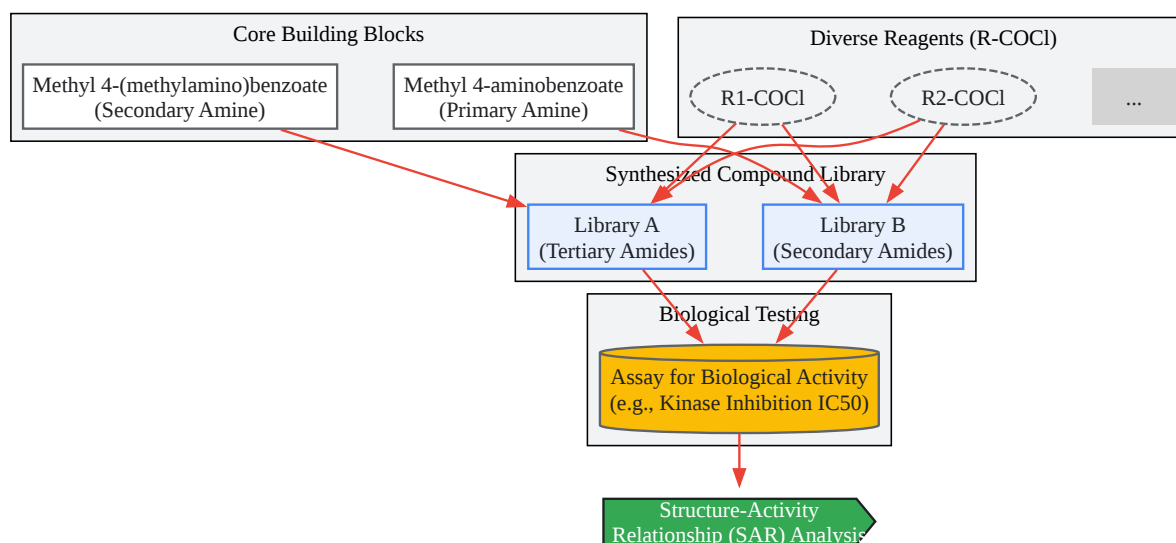 Core Building Blocks
Diverse Reagents (R-COCl)
Methyl 4-(methylamino)benzoate
(Secondary Amine)
Methyl 4-aminobenzoate
(Primary Amine)
R1-COCl
R2-COCl
...
Synthesized Compound Library
Library A
(Tertiary Amides)
Library B
(Secondary Amides)
Biological Testing
Assay for Biological Activity
(e.g., Kinase Inhibition IC50)
Structure-Activity
Relationship (SAR) Analysis